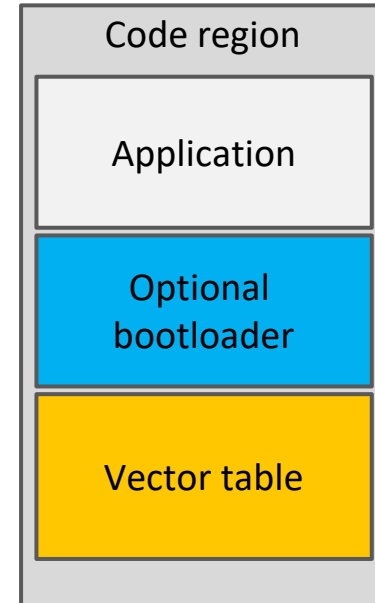 Code region
Application
Optional
bootloader
Vector table